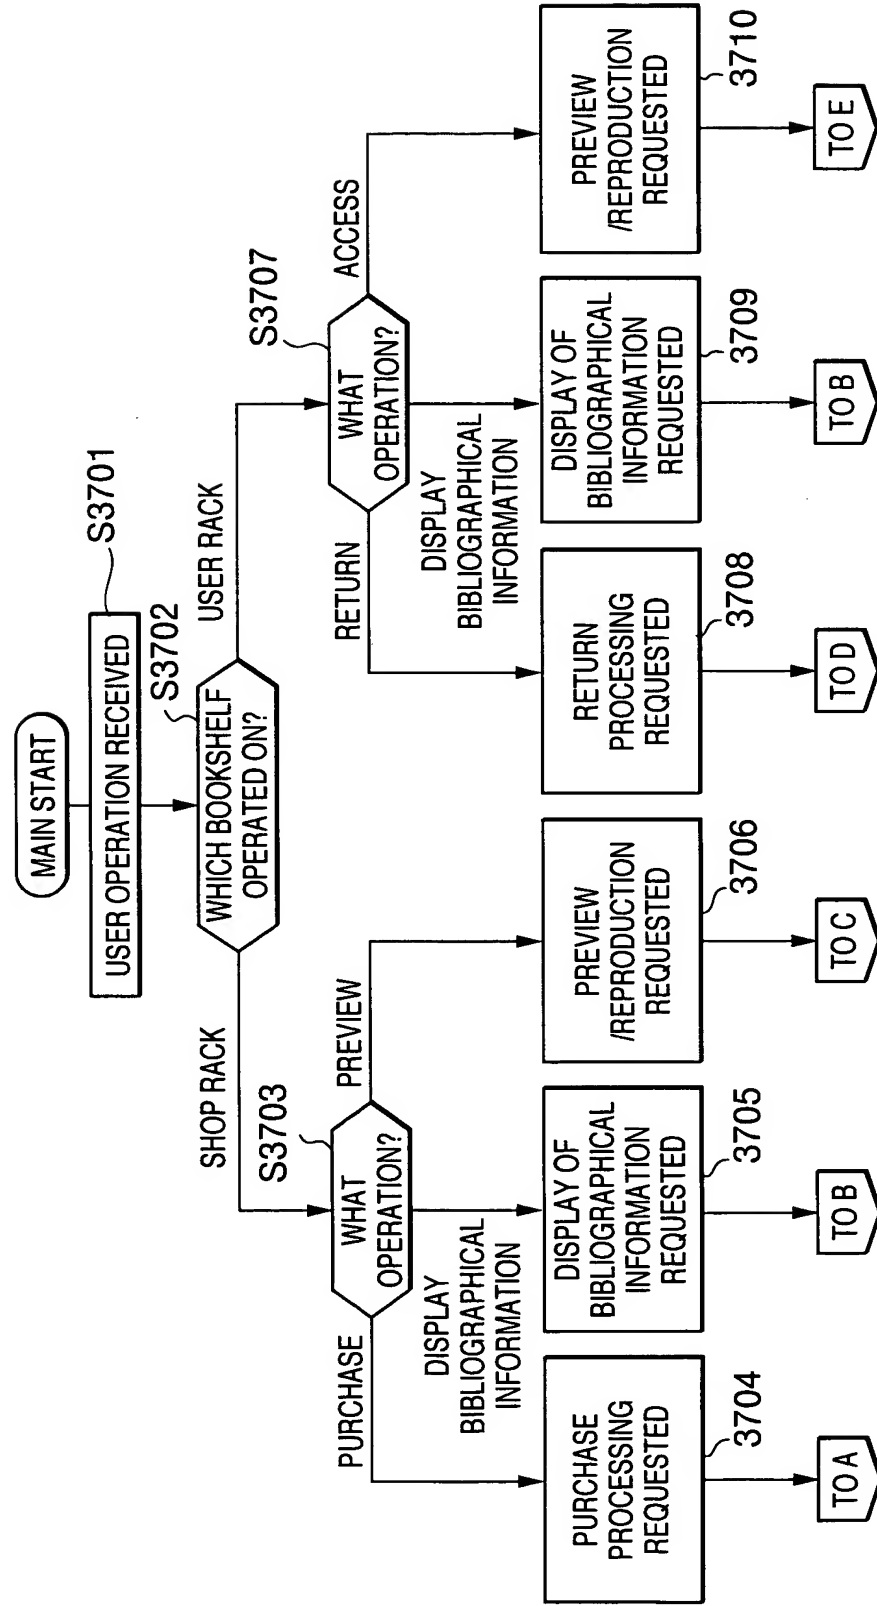 MAIN START
USER OPERATION RECEIVED
S3701
WHICH BOOKSHELF
OPERATED ON?
S3702
SHOP RACK
USER RACK
WHAT
OPERATION?
S3703
PURCHASE
DISPLAY
BIBLIOGRAPHICAL
INFORMATION
PREVIEW
WHAT
OPERATION?
S3707
RETURN
DISPLAY
BIBLIOGRAPHICAL
INFORMATION
ACCESS
PURCHASE
PROCESSING
REQUESTED
3704
DISPLAY OF
BIBLIOGRAPHICAL
INFORMATION
REQUESTED
3705
PREVIEW
/REPRODUCTION
REQUESTED
3706
RETURN
PROCESSING
REQUESTED
3708
DISPLAY OF
BIBLIOGRAPHICAL
INFORMATION
REQUESTED
3709
PREVIEW
/REPRODUCTION
REQUESTED
3710
TO A
TO B
TO C
TO D
TO B
TO E